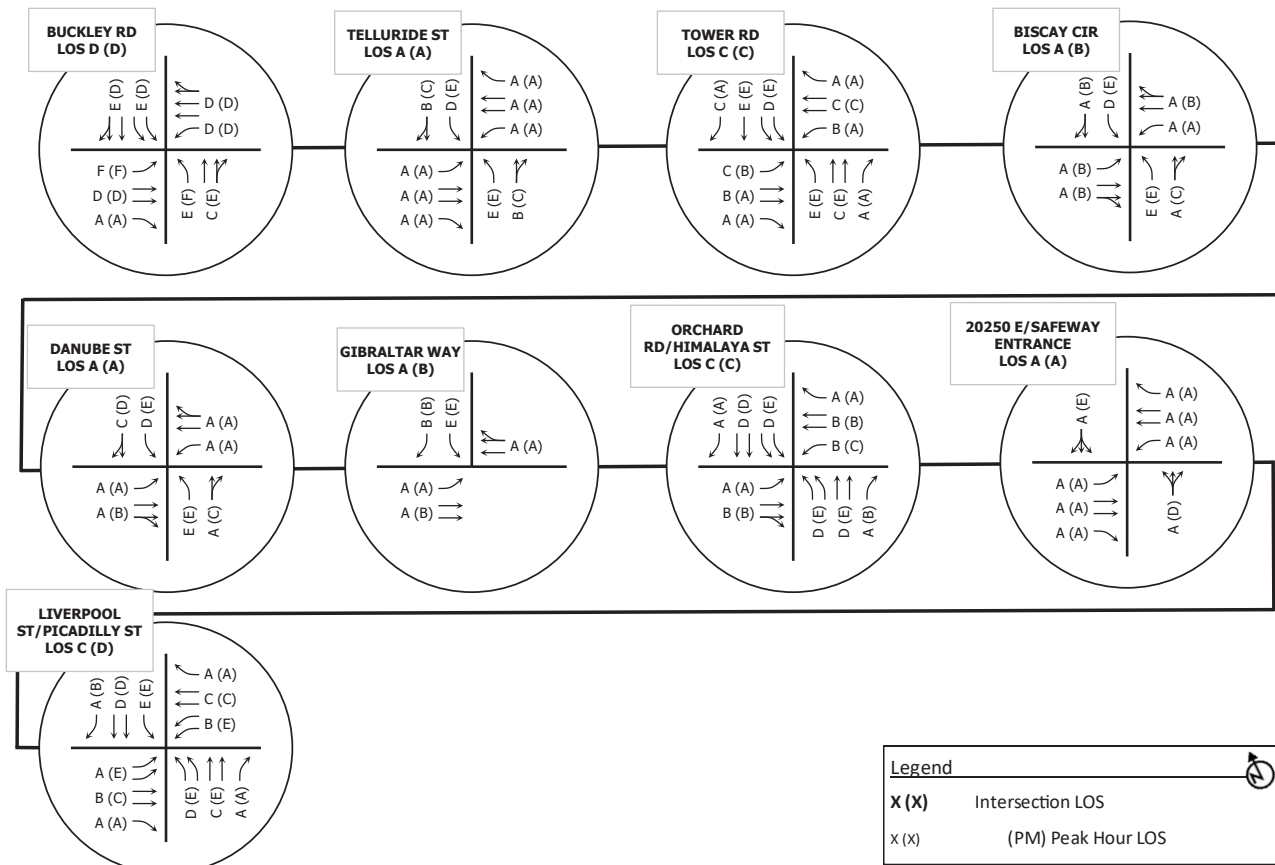 BUCKLEY RD
LOS D (D)
E (D)
E (D)
D (D)
D (D)
F (F)
D (D)
A (A)
E (F)
C (E)
TELLURIDE ST
LOS A (A)
B (C)
D (E)
A (A)
A (A)
A (A)
A (A)
A (A)
A (A)
E (E)
B (C)
TOWER RD
LOS C (C)
C (A)
E (E)
D (E)
A (A)
C (C)
B (A)
C (B)
B (A)
A (A)
E (E)
C (E)
A (A)
BISCAY CIR
LOS A (B)
A (B)
D (E)
A (B)
A (A)
A (B)
A (B)
E (E)
A (C)
DANUBE ST
LOS A (A)
C (D)
D (E)
A (A)
A (A)
A (A)
A (B)
E (E)
A (C)
GIBRALTAR WAY
LOS A (B)
B (B)
E (E)
A (A)
A (A)
A (B)
ORCHARD
RD/HIMALAYA ST
LOS C (C)
A (A)
D (D)
D (E)
A (A)
B (B)
B (C)
A (A)
B (B)
D (E)
D (E)
A (B)
20250 E/SAFEWAY
ENTRANCE
LOS A (A)
A (E)
A (A)
A (A)
A (A)
A (A)
A (A)
A (A)
A (D)
LIVERPOOL
ST/PICADILLY ST
LOS C (D)
A (B)
D (D)
E (E)
A (A)
C (C)
B (E)
A (E)
B (C)
A (A)
D (E)
C (E)
A (A)
Legend
N
X (X) Intersection LOS
X (X) (PM) Peak Hour LOS